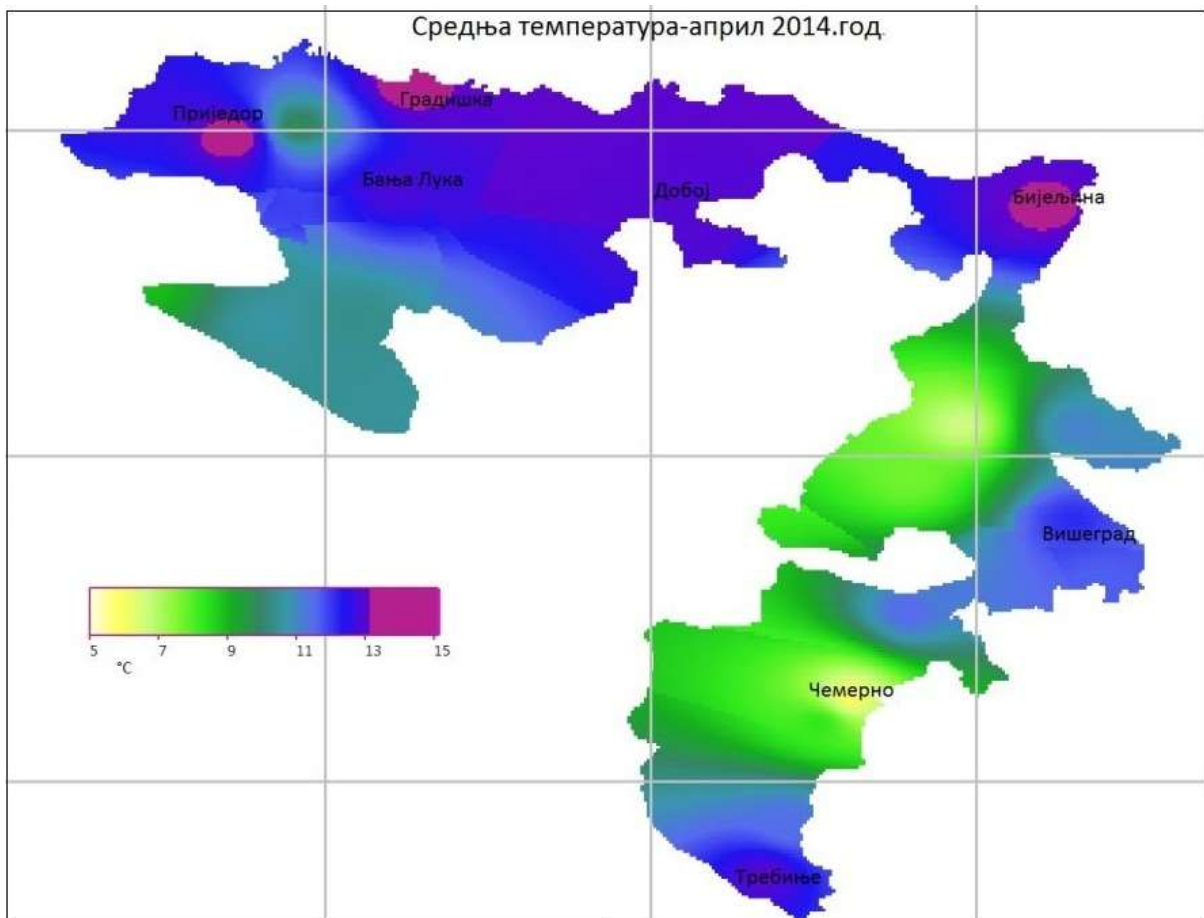 Средња температура-април 2014.год
Градишка
Приједор
Бања Лука
Добој
Бијељина
Вишеград
5 7 9 11 13 15
°C
Чемерно
Требиње